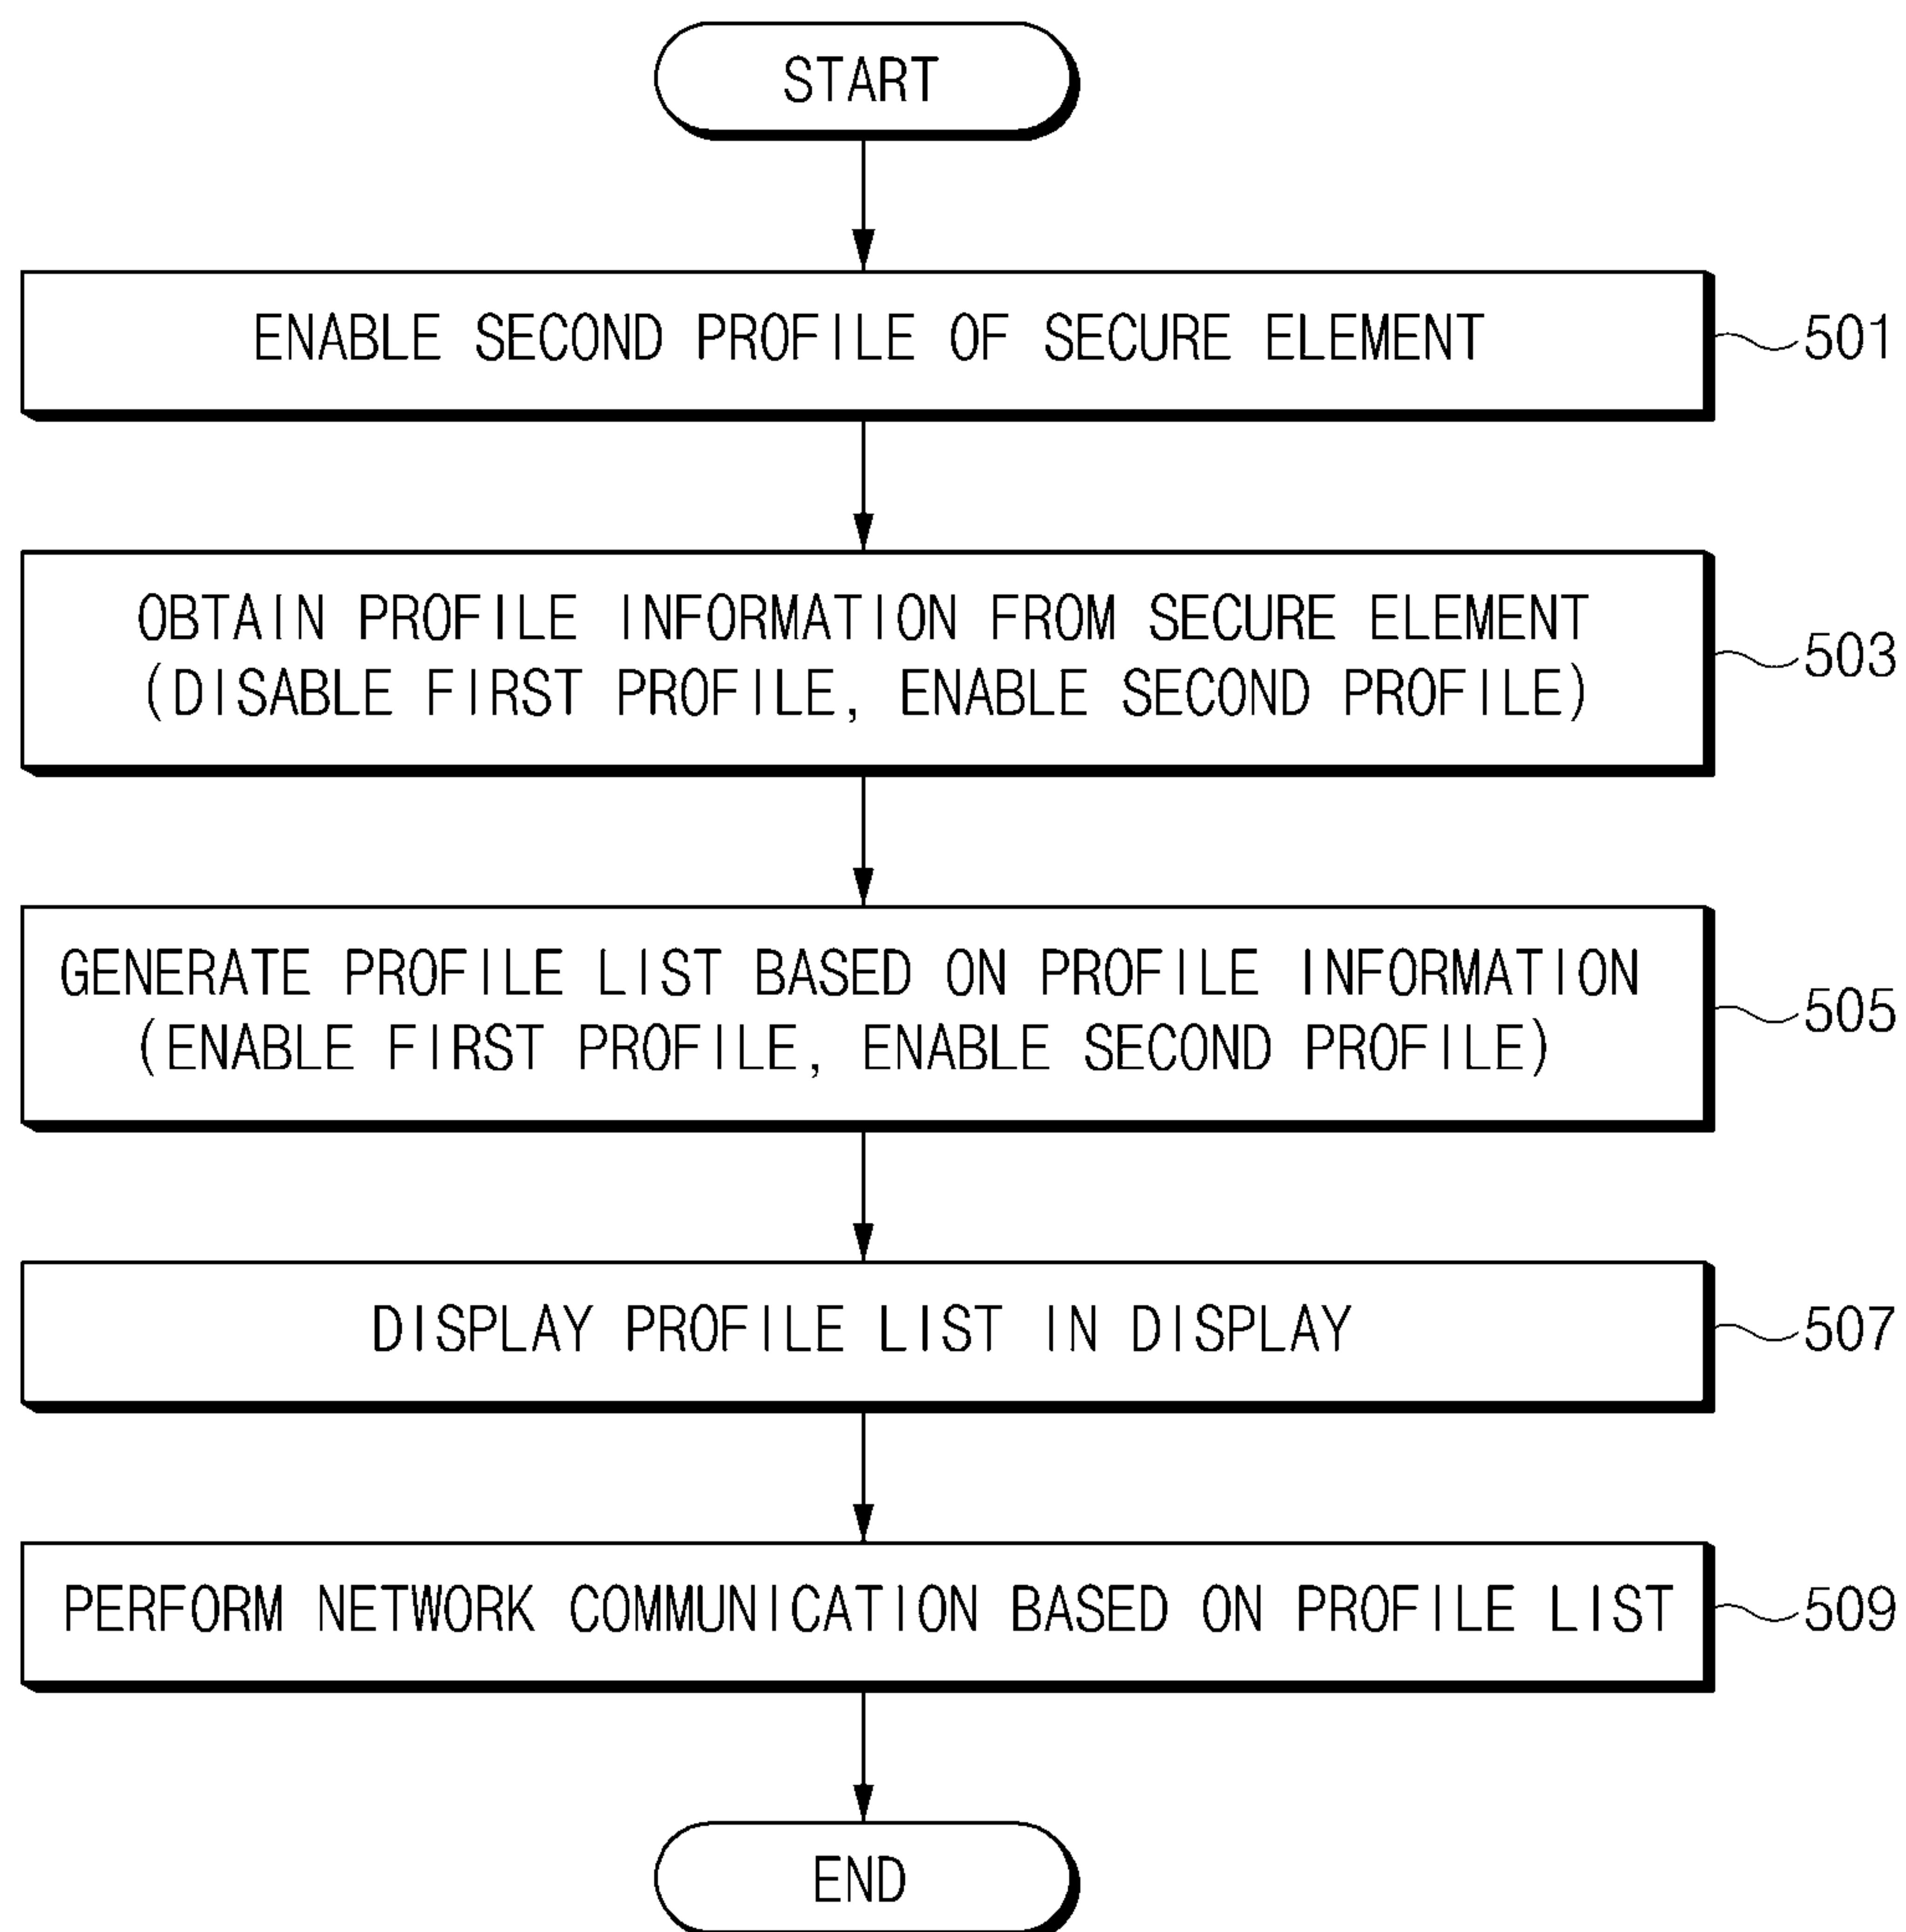 START
ENABLE SECOND PROFILE OF SECURE ELEMENT
501
OBTAIN PROFILE INFORMATION FROM SECURE ELEMENT
(DISABLE FIRST PROFILE, ENABLE SECOND PROFILE)
503
GENERATE PROFILE LIST BASED ON PROFILE INFORMATION
(ENABLE FIRST PROFILE, ENABLE SECOND PROFILE)
505
DISPLAY PROFILE LIST IN DISPLAY
507
PERFORM NETWORK COMMUNICATION BASED ON PROFILE LIST
509
END